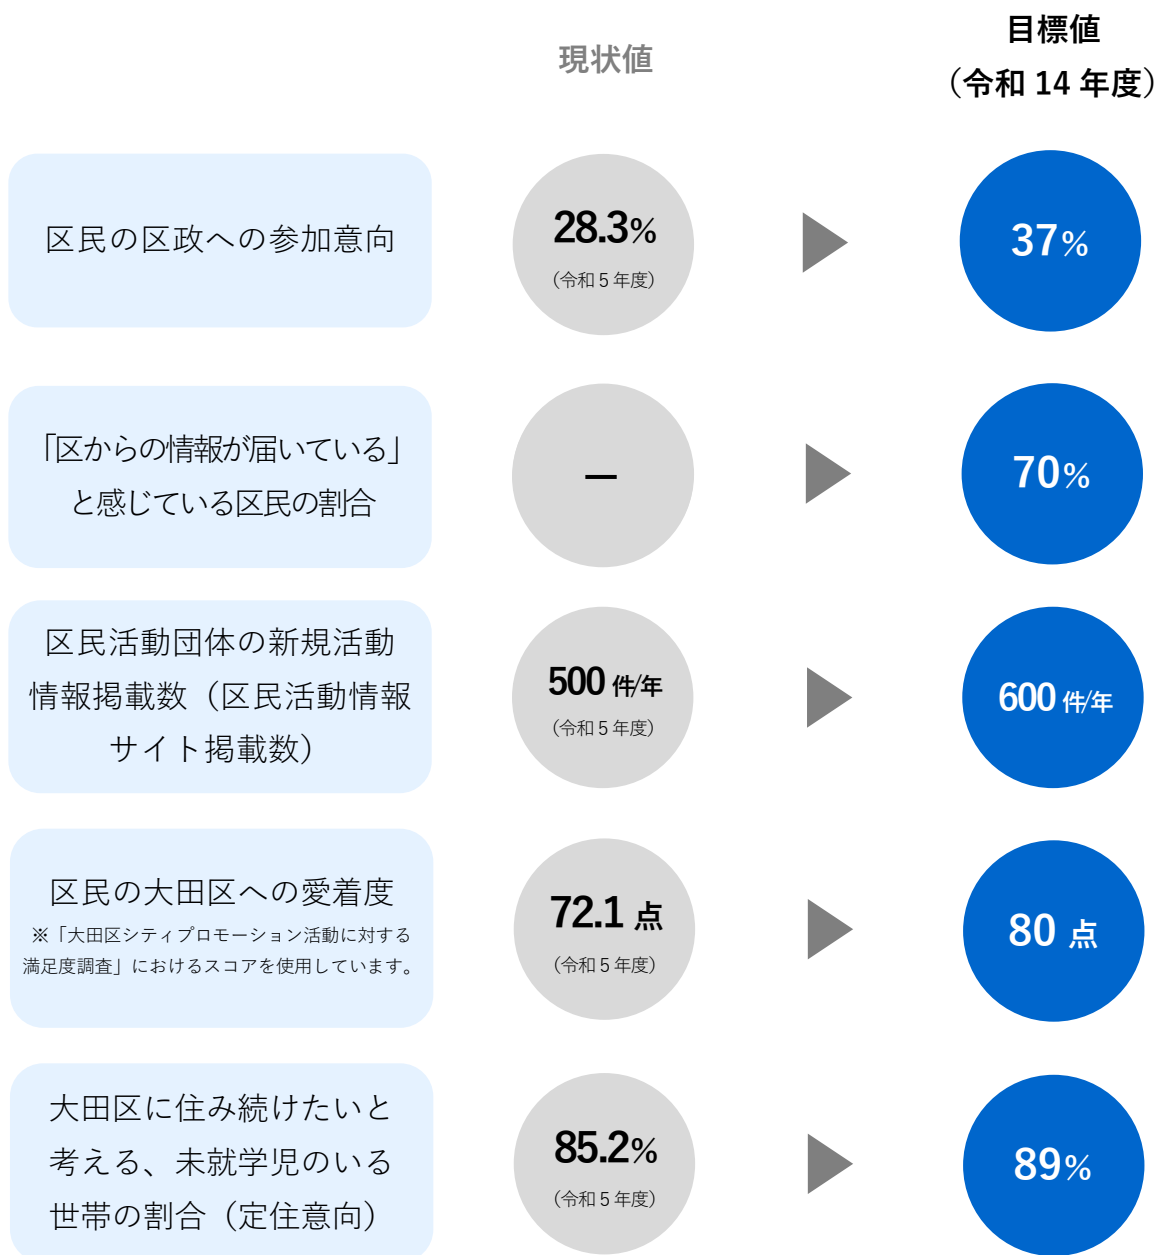 現状値
目標値
（令和 14 年度）
区民の区政への参加意向
28.3%
（令和 5 年度）
37%
「区からの情報が届いている」
と感じている区民の割合
－
70%
区民活動団体の新規活動
情報掲載数（区民活動情報
サイト掲載数）
500 件/年
（令和 5 年度）
600 件/年
区民の大田区への愛着度
※「大田区シティプロモーション活動に対する
満足度調査」におけるスコアを使用しています。
72.1 点
（令和 5 年度）
80 点
大田区に住み続けたいと
考える、未就学児のいる
世帯の割合（定住意向）
85.2%
（令和 5 年度）
89%